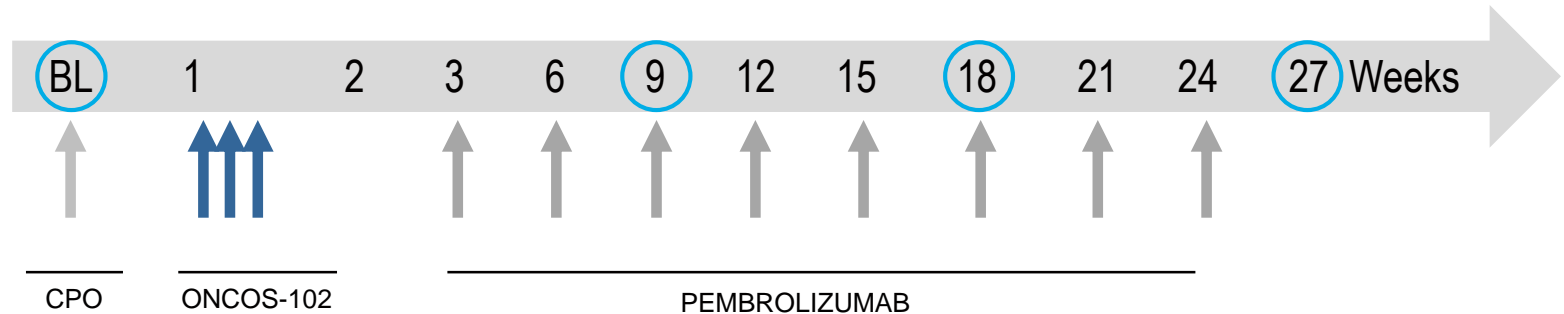 BL 1 2 3 6 9 12 15 18 21 24 27 Weeks
CPO ONCOS-102 PEMBROLIZUMAB